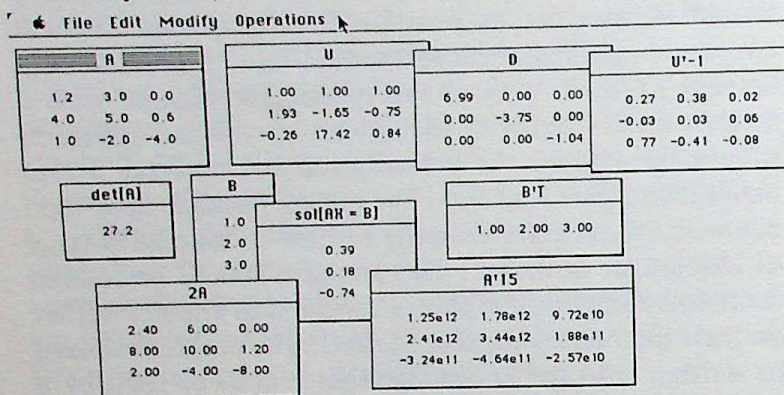 File Edit Modify Operations
A
1.2 3.0 0.0
4.0 5.0 0.6
1.0 -2.0 -4.0
U
1.00 1.00 1.00
1.93 -1.65 -0.75
-0.26 17.42 0.84
D
6.99 0.00 0.00
0.00 -3.75 0.00
0.00 0.00 -1.04
U'-1
0.27 0.38 0.02
-0.03 0.03 0.06
0.77 -0.41 -0.08
det[A]
27.2
B
1.0
2.0
3.0
sol[AX = B]
0.39
0.18
-0.74
B'T
1.00 2.00 3.00
2A
2.40 6.00 0.00
8.00 10.00 1.20
2.00 -4.00 -8.00
A'15
1.25e12 1.78e12 9.72e10
2.41e12 3.44e12 1.88e11
-3.24e11 -4.64e11 -2.57e10